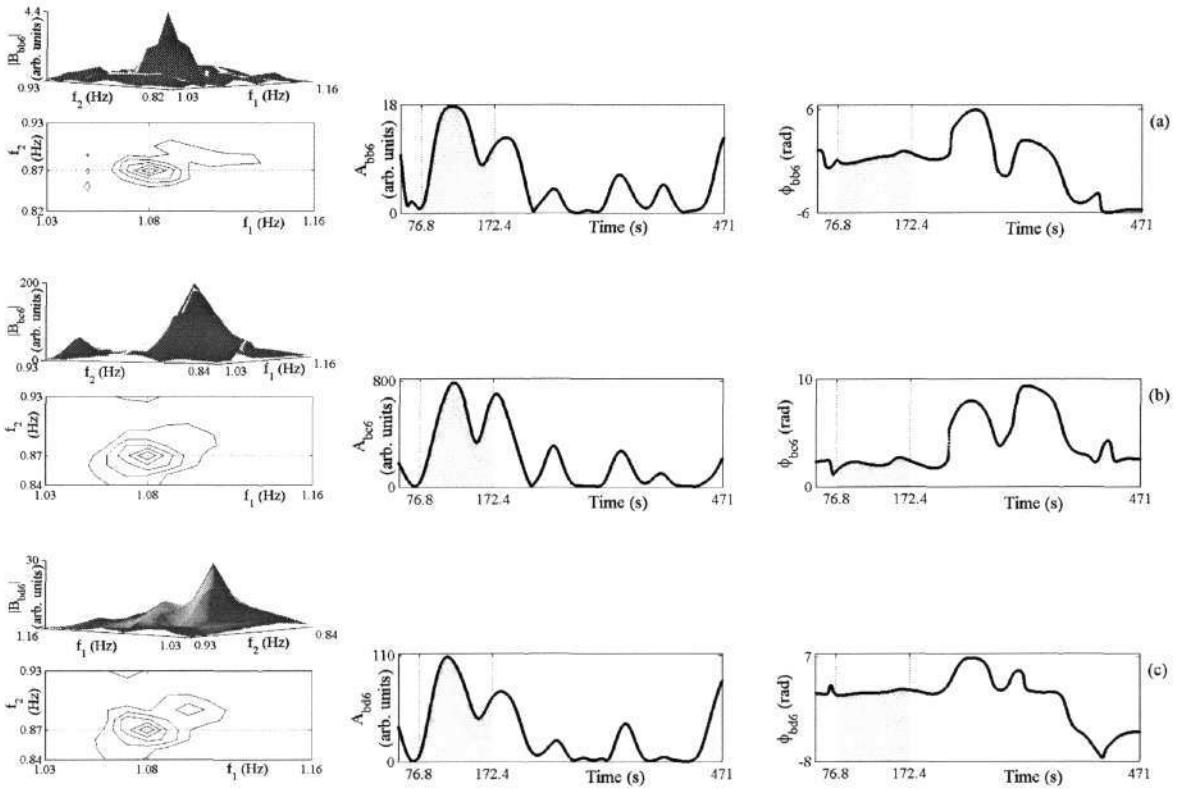 4.4
|B_bb6|
(arb. units)
0
0.93
f_2 (Hz)
0.82
1.03
f_1 (Hz)
1.16
0.93
f_2 (Hz)
0.87
0.82
1.03
1.08
f_1 (Hz)
1.16
18
A_bb6
(arb. units)
0
76.8
172.4
Time (s)
471
6
ϕ_bb6 (rad)
-6
76.8
172.4
Time (s)
471
(a)
200
|B_bc6|
(arb. units)
0
0.93
f_2 (Hz)
0.84
1.03
f_1 (Hz)
1.16
0.93
f_2 (Hz)
0.87
0.84
1.03
1.08
f_1 (Hz)
1.16
800
A_bc6
(arb. units)
0
76.8
172.4
Time (s)
471
10
ϕ_bc6 (rad)
0
76.8
172.4
Time (s)
471
(b)
30
|B_bd6|
(arb. units)
1.16
f_1 (Hz)
1.03
0.93
f_2 (Hz)
0.84
0.93
f_2 (Hz)
0.87
0.84
1.03
1.08
f_1 (Hz)
1.16
110
A_bd6
(arb. units)
0
76.8
172.4
Time (s)
471
7
ϕ_bd6 (rad)
-8
76.8
172.4
Time (s)
471
(c)